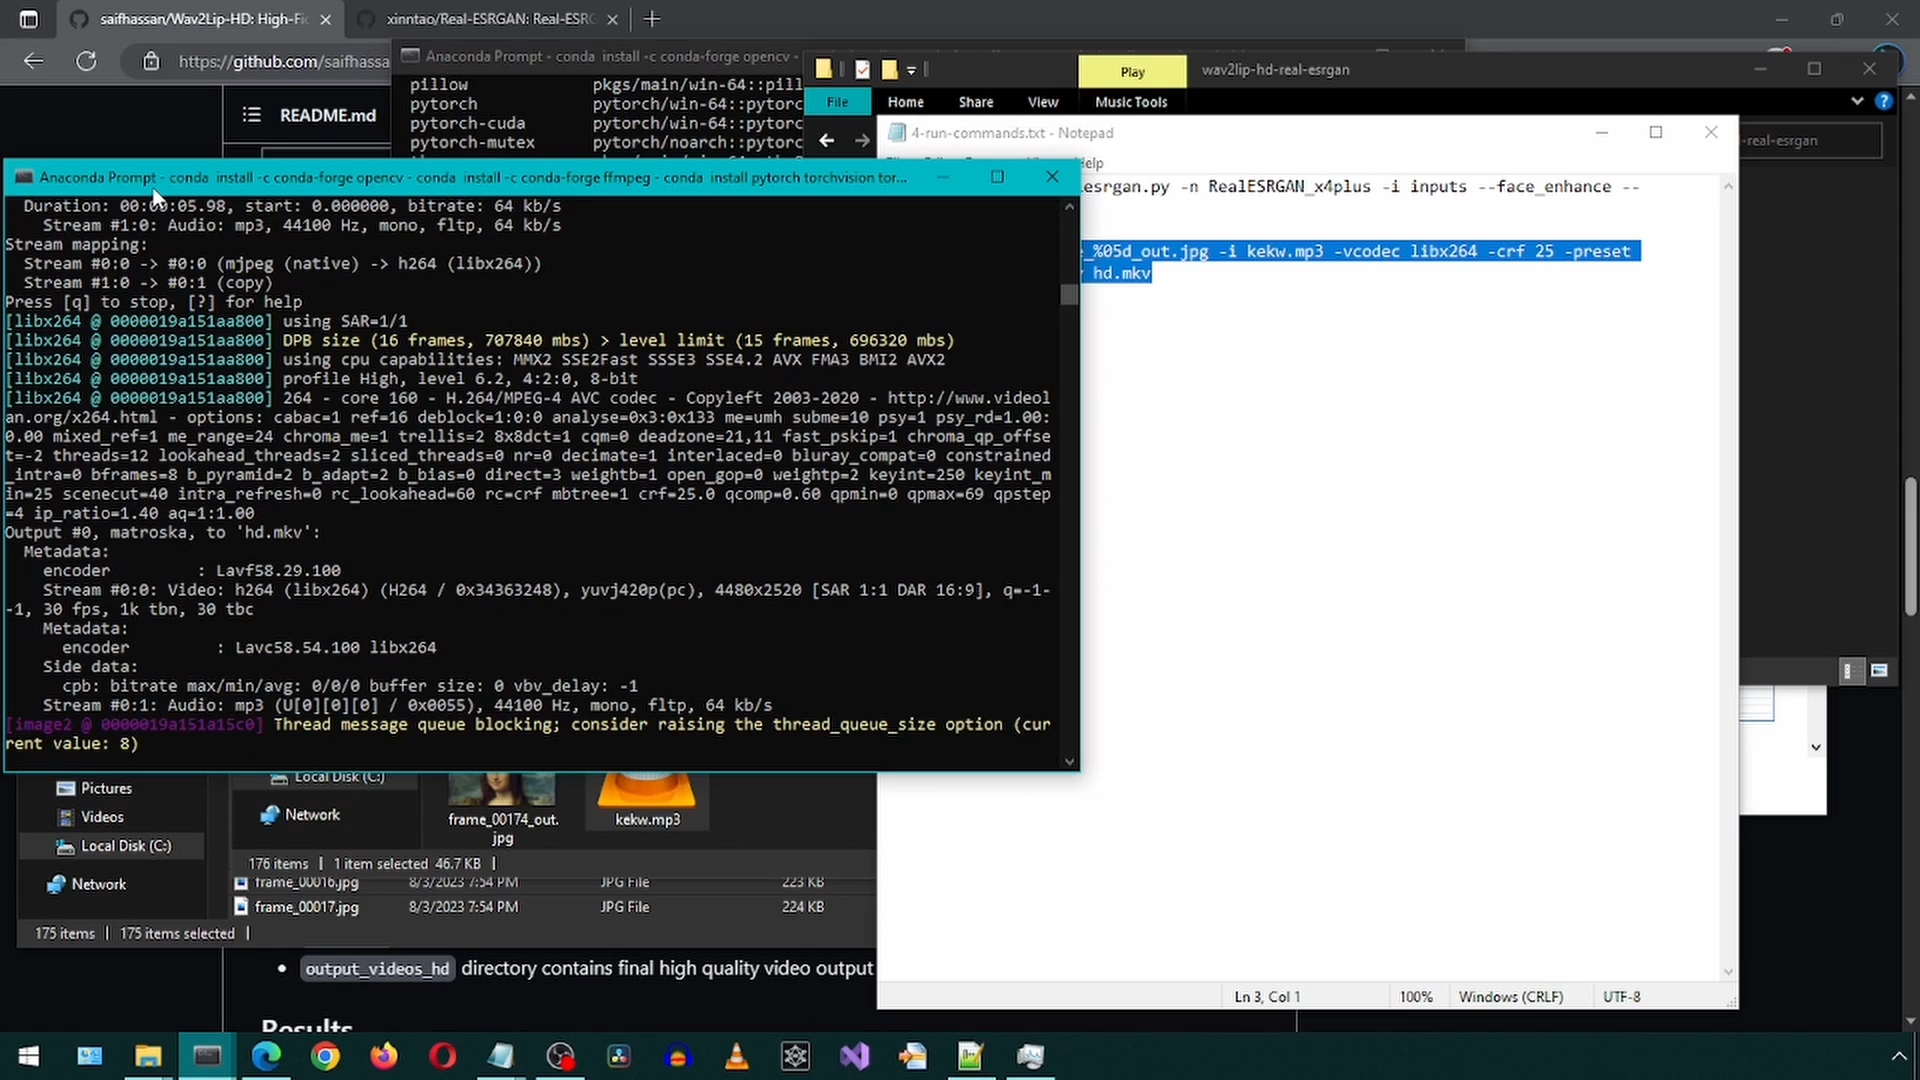 saifhassan/Wav2Lip-HD: High-Fi
xinntao/Real-ESRGAN: Real-ESR
https://github.com/saifhassa
README.md
Anaconda Prompt - conda install -c conda-forge opencv -
pillow pkgs/main/win-64::pill
pytorch pytorch/win-64::pytorc
pytorch-cuda pytorch/win-64::pytorc
pytorch-mutex pytorch/noarch::pytorc
Play
wav2lip-hd-real-esrgan
File Home Share View Music Tools
-real-esrgan
4-run-commands.txt - Notepad
elp
esrgan.py -n RealESRGAN_x4plus -i inputs --face_enhance --
_%05d_out.jpg -i kekw.mp3 -vcodec libx264 -crf 25 -preset
hd.mkv
Ln 3, Col 1 100% Windows (CRLF) UTF-8
Anaconda Prompt - conda install -c conda-forge opencv - conda install -c conda-forge ffmpeg - conda install pytorch torchvision tor...
Duration: 00:00:05.98, start: 0.000000, bitrate: 64 kb/s
Stream #1:0: Audio: mp3, 44100 Hz, mono, fltp, 64 kb/s
Stream mapping:
Stream #0:0 -> #0:0 (mjpeg (native) -> h264 (libx264))
Stream #1:0 -> #0:1 (copy)
Press [q] to stop, [?] for help
[libx264 @ 0000019a151aa800] using SAR=1/1
[libx264 @ 0000019a151aa800] DPB size (16 frames, 707840 mbs) > level limit (15 frames, 696320 mbs)
[libx264 @ 0000019a151aa800] using cpu capabilities: MMX2 SSE2Fast SSSE3 SSE4.2 AVX FMA3 BMI2 AVX2
[libx264 @ 0000019a151aa800] profile High, level 6.2, 4:2:0, 8-bit
[libx264 @ 0000019a151aa800] 264 - core 160 - H.264/MPEG-4 AVC codec - Copyleft 2003-2020 - http://www.videol
an.org/x264.html - options: cabac=1 ref=16 deblock=1:0:0 analyse=0x3:0x133 me=umh subme=10 psy=1 psy_rd=1.00:
0.00 mixed_ref=1 me_range=24 chroma_me=1 trellis=2 8x8dct=1 cqm=0 deadzone=21,11 fast_pskip=1 chroma_qp_offse
t=-2 threads=12 lookahead_threads=2 sliced_threads=0 nr=0 decimate=1 interlaced=0 bluray_compat=0 constrained
_intra=0 bframes=8 b_pyramid=2 b_adapt=2 b_bias=0 direct=3 weightb=1 open_gop=0 weightp=2 keyint=250 keyint_m
in=25 scenecut=40 intra_refresh=0 rc_lookahead=60 rc=crf mbtree=1 crf=25.0 qcomp=0.60 qpmin=0 qpmax=69 qpstep
=4 ip_ratio=1.40 aq=1:1.00
Output #0, matroska, to 'hd.mkv':
Metadata:
encoder : Lavf58.29.100
Stream #0:0: Video: h264 (libx264) (H264 / 0x34363248), yuvj420p(pc), 4480x2520 [SAR 1:1 DAR 16:9], q=-1-
-1, 30 fps, 1k tbn, 30 tbc
Metadata:
encoder : Lavc58.54.100 libx264
Side data:
cpb: bitrate max/min/avg: 0/0/0 buffer size: 0 vbv_delay: -1
Stream #0:1: Audio: mp3 (U[0][0][0] / 0x0055), 44100 Hz, mono, fltp, 64 kb/s
[image2 @ 0000019a151a15c0] Thread message queue blocking; consider raising the thread_queue_size option (cur
rent value: 8)
Pictures
Videos
Local Disk (C:)
Network
175 items 175 items selected
Local Disk (C:)
Network
frame_00174_out.
jpg
kekw.mp3
176 items 1 item selected 46.7 KB
frame_00016.jpg 8/3/2023 7:54 PM JPG File 223 KB
frame_00017.jpg 8/3/2023 7:54 PM JPG File 224 KB
output_videos_hd directory contains final high quality video output
Results